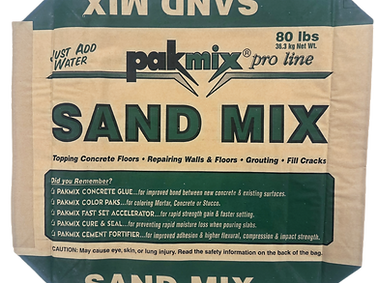 SAND MIX
JUST ADD
WATER
pakmix® pro line
80 lbs
36.3 kg Net Wt.
SAND MIX
Topping Concrete Floors • Repairing Walls & Floors • Grouting • Fill Cracks
Did you Remember?
PAKMIX CONCRETE GLUE...for improved bond between new concrete & existing surfaces.
PAKMIX COLOR PAKS...for coloring Mortar, Concrete or Stucco.
PAKMIX FAST SET ACCELERATOR...for rapid strength gain & faster setting.
PAKMIX CURE & SEAL...for preventing rapid moisture loss when pouring slabs.
PAKMIX CEMENT FORTIFIER...for improved adhesion & higher flexural, compression & impact strength.
CAUTION: May cause eye, skin, or lung injury. Read the safety information on the back of the bag.
SAND MIX